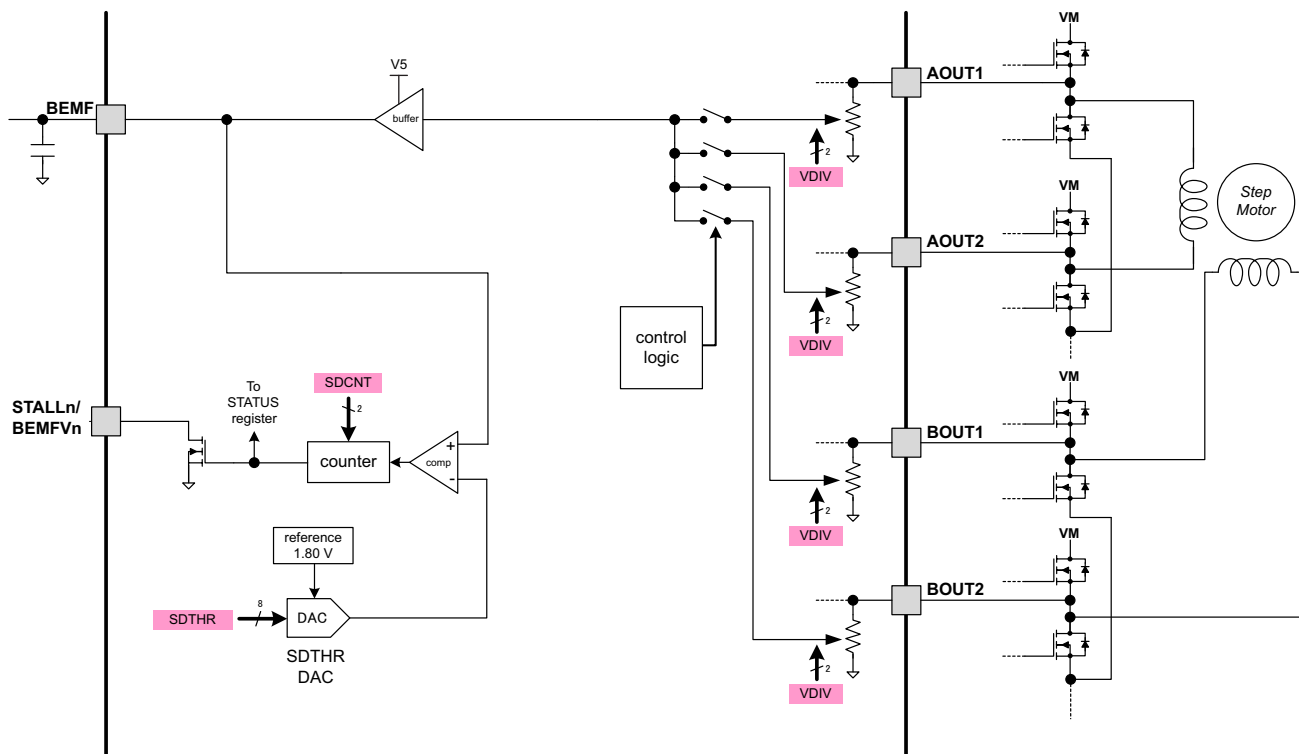 VM
AOUT1
V5
BEMF
buffer
2
VDIV
VM
Step
Motor
AOUT2
2
VDIV
control
logic
SDCNT
To
STATUS
register
2
VM
STALLn/
BEMFVn
BOUT1
+
counter
comp
-
2
VDIV
reference
1.80 V
VM
BOUT2
8
SDTHR
DAC
SDTHR
DAC
2
VDIV